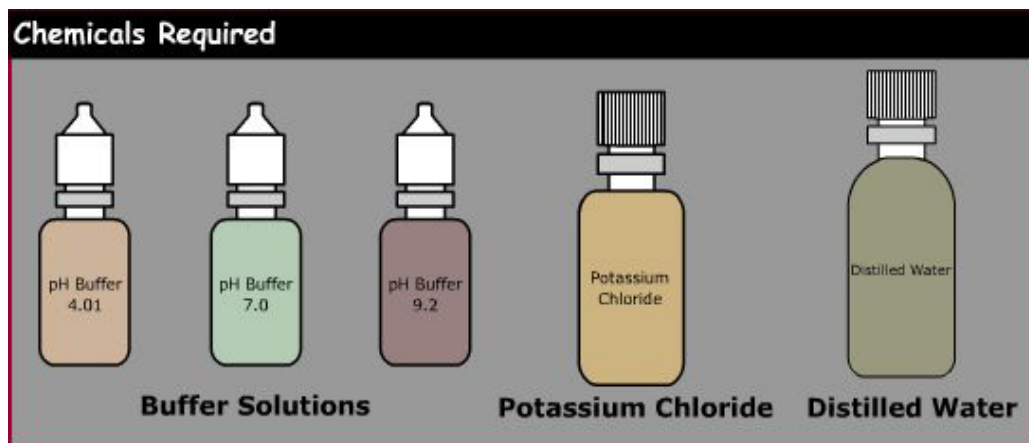 Chemicals Required
pH Buffer
4.01
pH Buffer
7.0
pH Buffer
9.2
Potassium
Chloride
Distilled Water
Buffer Solutions
Potassium Chloride
Distilled Water